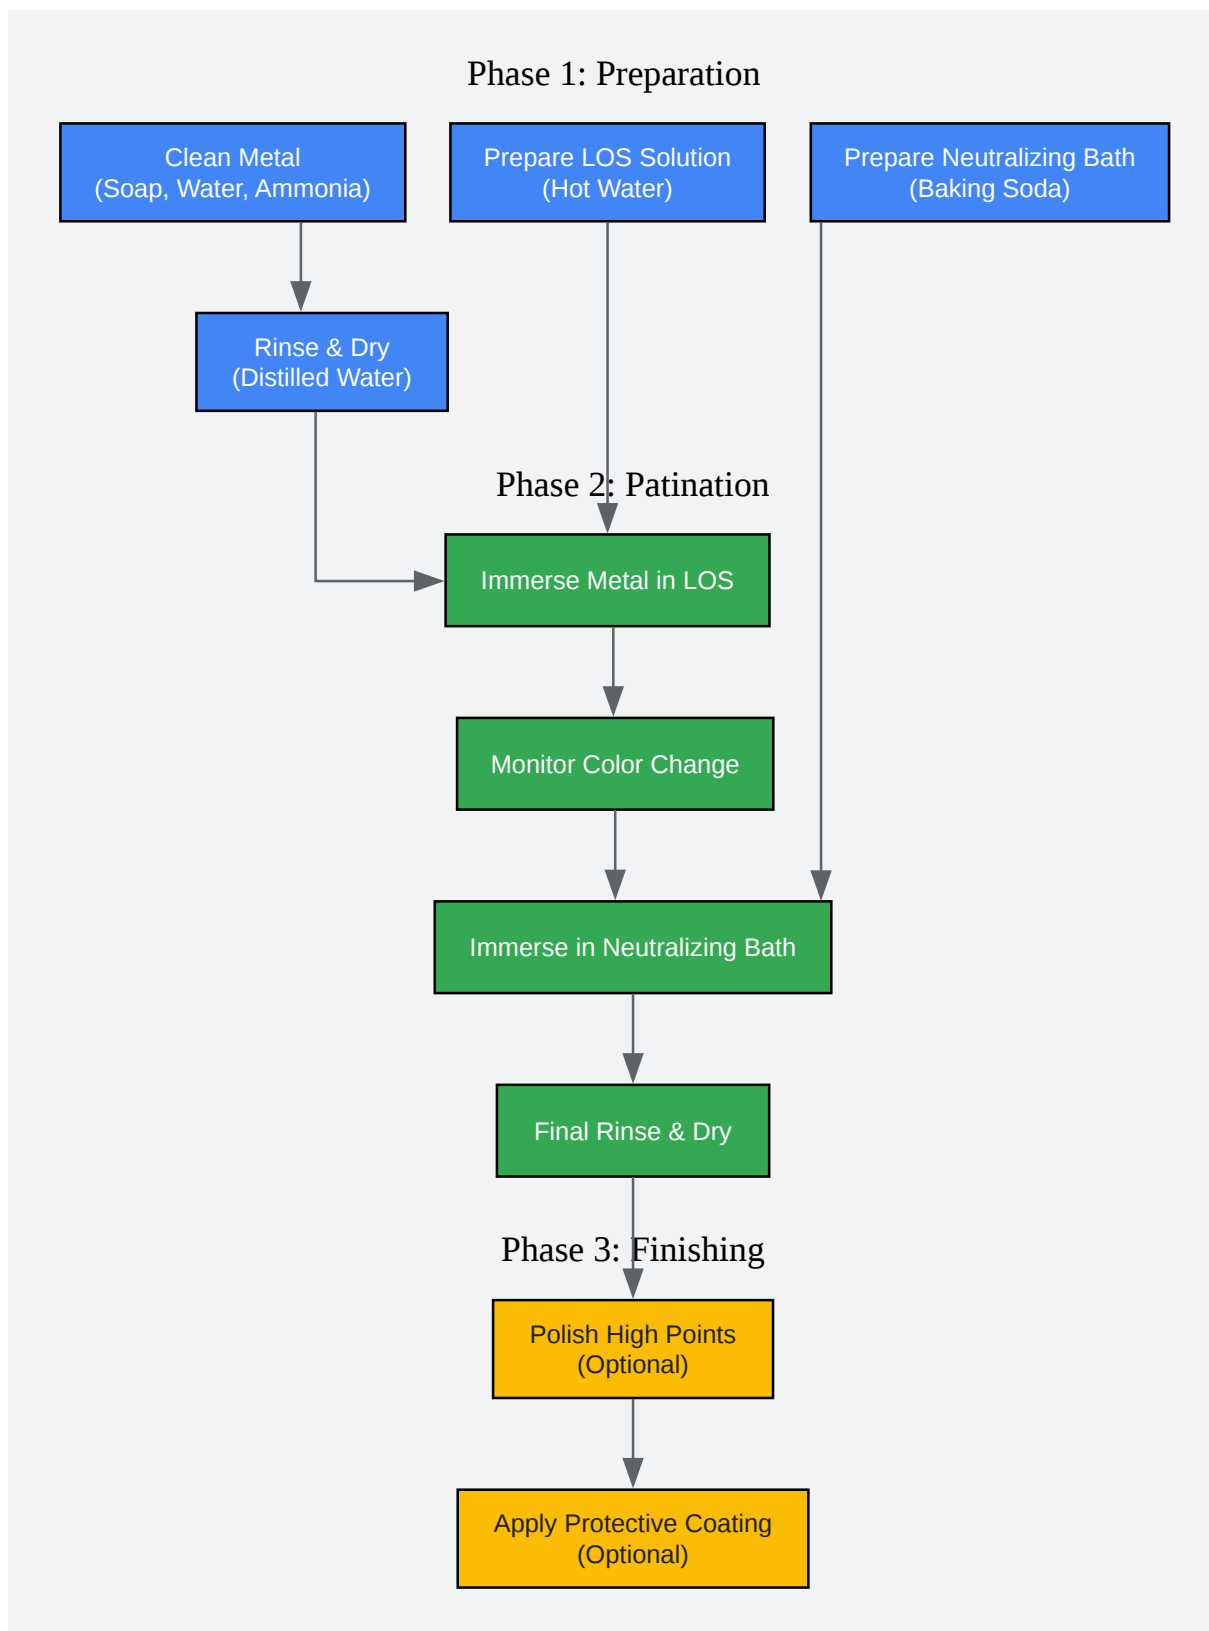 Phase 1: Preparation
Clean Metal
(Soap, Water, Ammonia)
Prepare LOS Solution
(Hot Water)
Prepare Neutralizing Bath
(Baking Soda)
Rinse & Dry
(Distilled Water)
Phase 2: Patination
Immerse Metal in LOS
Monitor Color Change
Immerse in Neutralizing Bath
Final Rinse & Dry
Phase 3: Finishing
Polish High Points
(Optional)
Apply Protective Coating
(Optional)